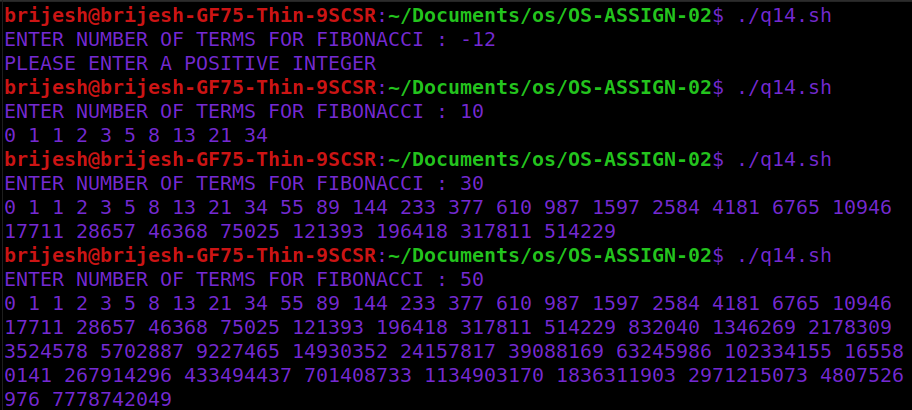 brijesh@brijesh-GF75-Thin-9SCSR:~/Documents/os/OS-ASSIGN-02$ ./q14.sh
ENTER NUMBER OF TERMS FOR FIBONACCI : -12
PLEASE ENTER A POSITIVE INTEGER
brijesh@brijesh-GF75-Thin-9SCSR:~/Documents/os/OS-ASSIGN-02$ ./q14.sh
ENTER NUMBER OF TERMS FOR FIBONACCI : 10
0 1 1 2 3 5 8 13 21 34
brijesh@brijesh-GF75-Thin-9SCSR:~/Documents/os/OS-ASSIGN-02$ ./q14.sh
ENTER NUMBER OF TERMS FOR FIBONACCI : 30
0 1 1 2 3 5 8 13 21 34 55 89 144 233 377 610 987 1597 2584 4181 6765 10946
17711 28657 46368 75025 121393 196418 317811 514229
brijesh@brijesh-GF75-Thin-9SCSR:~/Documents/os/OS-ASSIGN-02$ ./q14.sh
ENTER NUMBER OF TERMS FOR FIBONACCI : 50
0 1 1 2 3 5 8 13 21 34 55 89 144 233 377 610 987 1597 2584 4181 6765 10946
17711 28657 46368 75025 121393 196418 317811 514229 832040 1346269 2178309
3524578 5702887 9227465 14930352 24157817 39088169 63245986 102334155 16558
0141 267914296 433494437 701408733 1134903170 1836311903 2971215073 4807526
976 7778742049